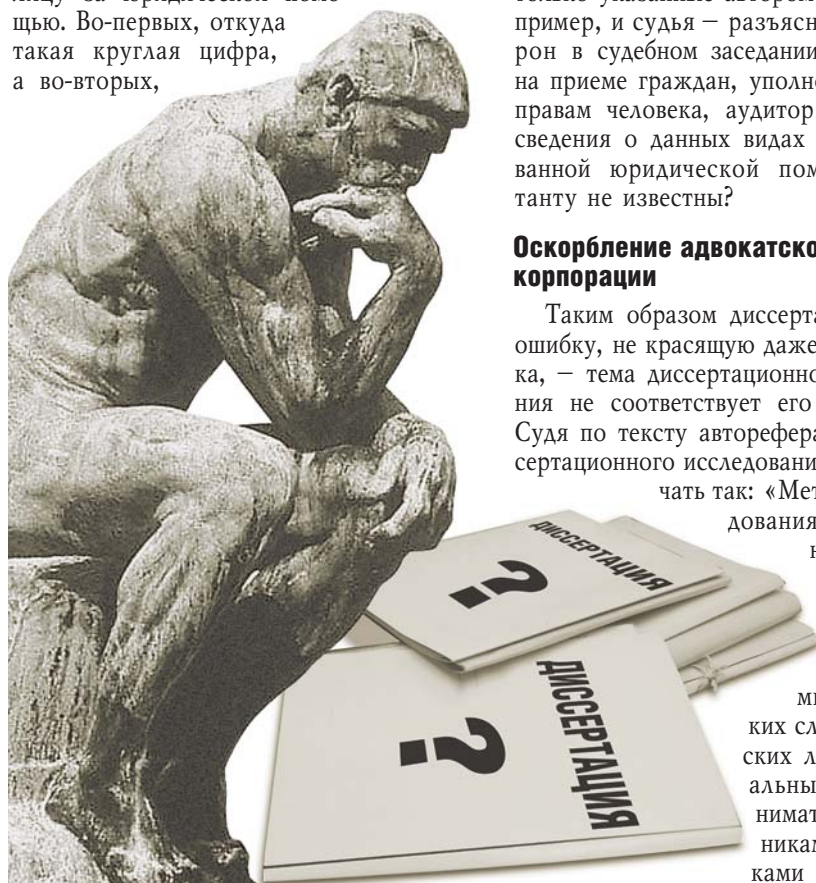 щью. Во-первых, откуда
такая круглая цифра,
а во-вторых,
пример, и судья – разъясн
рон в судебном заседании
на приеме граждан, уполно
правам человека, аудитор
сведения о данных видах
ванной юридической пом
танту не известны?
Оскорбление адвокатско
корпорации
Таким образом диссерта
ошибку, не красящую даже
ка, – тема диссертационно
ния не соответствует его
Судя по тексту авторефера
сертационного исследовани
чать так: «Мет
дования
н
ДИССЕРТАЦИЯ
?
ДИССЕРТАЦИЯ
?
ких сл
ских л
альны
нимат
никам
ками